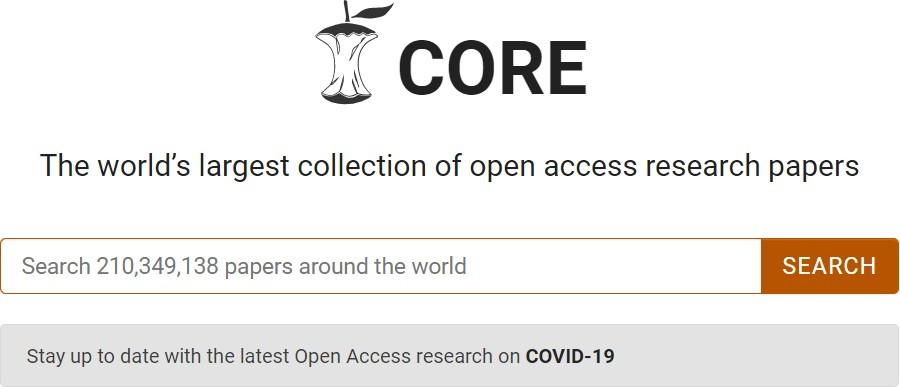 CORE
The world’s largest collection of open access research papers
Search 210,349,138 papers around the world
SEARCH
Stay up to date with the latest Open Access research on COVID-19